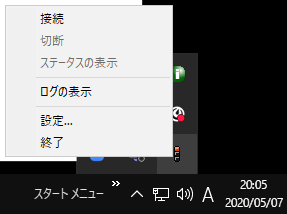 接続
切断
ステータスの表示
ログの表示
設定...
終了
スタート メニュー
A
20:05
2020/05/07